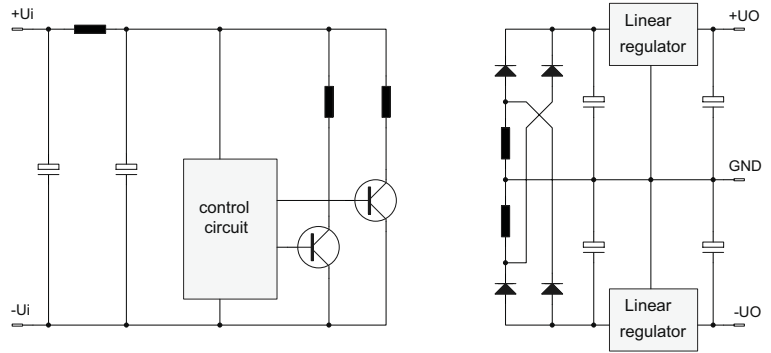 +Ui
control
circuit
-Ui
Linear
regulator
+UO
GND
Linear
regulator
-UO